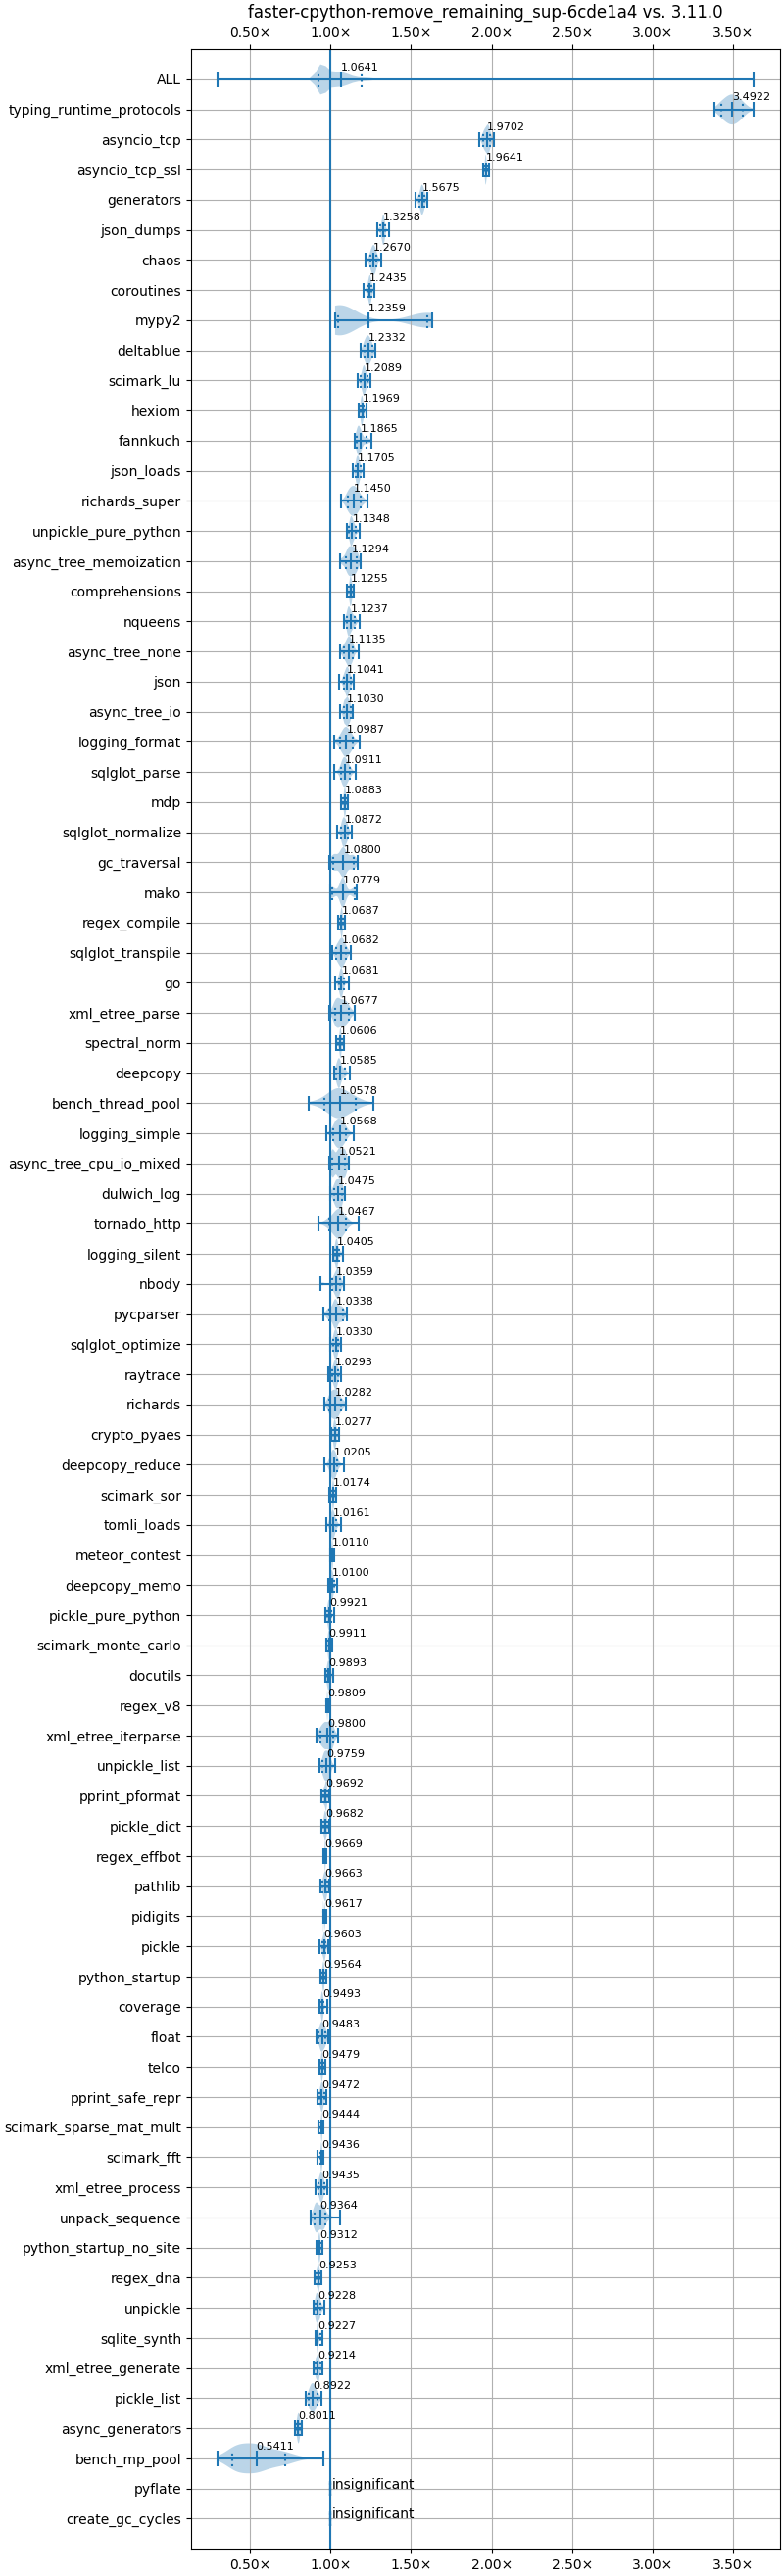 faster-cpython-remove_remaining_sup-6cde1a4 vs. 3.11.0
0.50× 1.00× 1.50× 2.00× 2.50× 3.00× 3.50×
ALL 1.0641
typing_runtime_protocols 3.4922
asyncio_tcp 1.9702
asyncio_tcp_ssl 1.9641
generators 1.5675
json_dumps 1.3258
chaos 1.2670
coroutines 1.2435
mypy2 1.2359
deltablue 1.2332
scimark_lu 1.2089
hexiom 1.1969
fannkuch 1.1865
json_loads 1.1705
richards_super 1.1450
unpickle_pure_python 1.1348
async_tree_memoization 1.1294
comprehensions 1.1255
nqueens 1.1237
async_tree_none 1.1135
json 1.1041
async_tree_io 1.1030
logging_format 1.0987
sqlglot_parse 1.0911
mdp 1.0883
sqlglot_normalize 1.0872
gc_traversal 1.0800
mako 1.0779
regex_compile 1.0687
sqlglot_transpile 1.0682
go 1.0681
xml_etree_parse 1.0677
spectral_norm 1.0606
deepcopy 1.0585
bench_thread_pool 1.0578
logging_simple 1.0568
async_tree_cpu_io_mixed 1.0521
dulwich_log 1.0475
tornado_http 1.0467
logging_silent 1.0405
nbody 1.0359
pycparser 1.0338
sqlglot_optimize 1.0330
raytrace 1.0293
richards 1.0282
crypto_pyaes 1.0277
deepcopy_reduce 1.0205
scimark_sor 1.0174
tomli_loads 1.0161
meteor_contest 1.0110
deepcopy_memo 1.0100
pickle_pure_python 0.9921
scimark_monte_carlo 0.9911
docutils 0.9893
regex_v8 0.9809
xml_etree_iterparse 0.9800
unpickle_list 0.9759
pprint_pformat 0.9692
pickle_dict 0.9682
regex_effbot 0.9669
pathlib 0.9663
pidigits 0.9617
pickle 0.9603
python_startup 0.9564
coverage 0.9493
float 0.9483
telco 0.9479
pprint_safe_repr 0.9472
scimark_sparse_mat_mult 0.9444
scimark_fft 0.9436
xml_etree_process 0.9435
unpack_sequence 0.9364
python_startup_no_site 0.9312
regex_dna 0.9253
unpickle 0.9228
sqlite_synth 0.9227
xml_etree_generate 0.9214
pickle_list 0.8922
async_generators 0.8011
bench_mp_pool 0.5411
pyflate insignificant
create_gc_cycles insignificant
0.50× 1.00× 1.50× 2.00× 2.50× 3.00× 3.50×